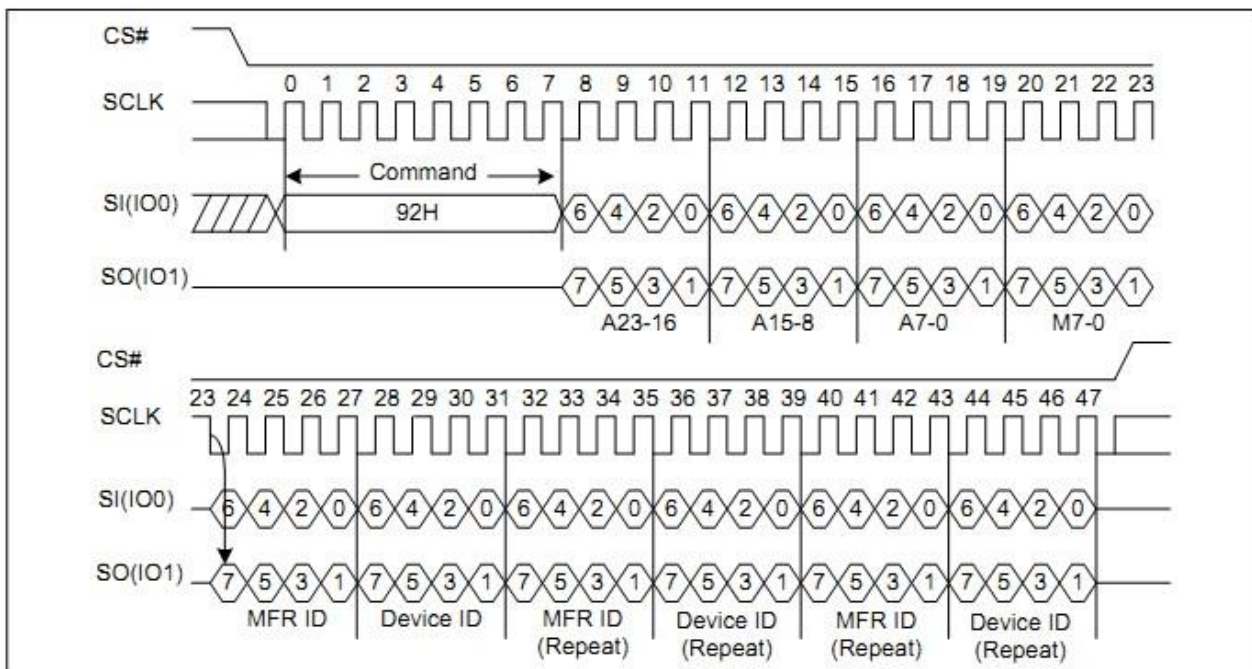 CS#
0 1 2 3 4 5 6 7 8 9 10 11 12 13 14 15 16 17 18 19 20 21 22 23
SCLK
Command
SI(IO0) 92H 6 4 2 0 6 4 2 0 6 4 2 0 6 4 2 0
SO(IO1) 7 5 3 1 7 5 3 1 7 5 3 1 7 5 3 1
A23-16 A15-8 A7-0 M7-0
CS#
23 24 25 26 27 28 29 30 31 32 33 34 35 36 37 38 39 40 41 42 43 44 45 46 47
SCLK
SI(IO0) 6 4 2 0 6 4 2 0 6 4 2 0 6 4 2 0 6 4 2 0 6 4 2 0
SO(IO1) 7 5 3 1 7 5 3 1 7 5 3 1 7 5 3 1 7 5 3 1 7 5 3 1
MFR ID Device ID MFR ID Device ID MFR ID Device ID
(Repeat) (Repeat) (Repeat) (Repeat)